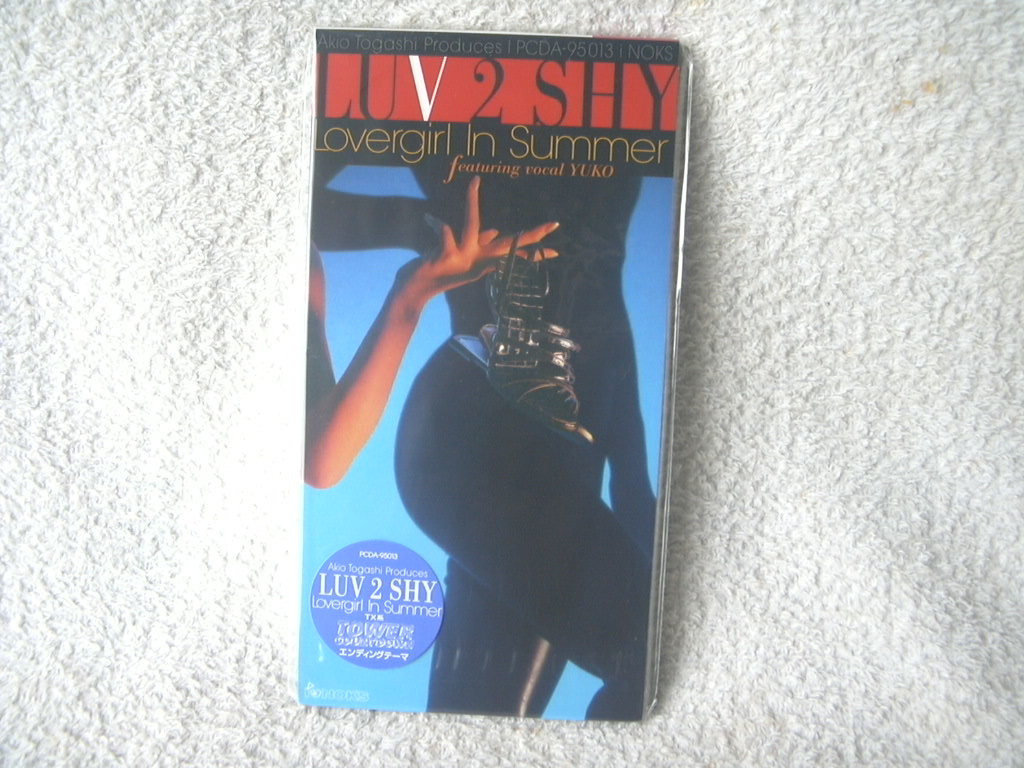 Akio Togashi Produces | PCDA-95013 | NOKS
LUV 2 SHY
Lovergirl In Summer
featuring vocal YUKO
PCDA-95013
Akio Togashi Produces
LUV 2 SHY
Lovergirl In Summer
TX系
TOWER
エンディングテーマ
NOKS